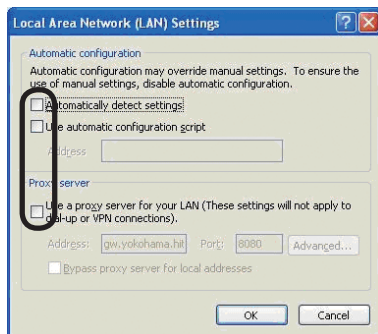 Local Area Network (LAN) Settings
Automatic configuration
Automatic configuration may override manual settings. To ensure the
use of manual settings, disable automatic configuration.
Automatically detect settings
Use automatic configuration script
Address
Proxy server
Use a proxy server for your LAN (These settings will not apply to
dial-up or VPN connections).
Address: gw.yokohama.hit Port: 8080 Advanced...
Bypass proxy server for local addresses
OK Cancel